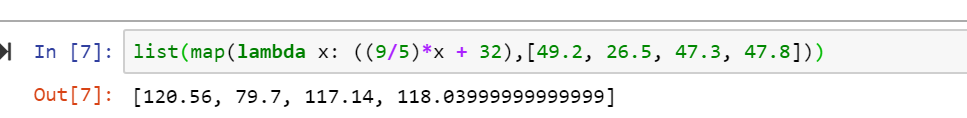 In [7]: list(map(lambda x: ((9/5)*x + 32),[49.2, 26.5, 47.3, 47.8]))
Out[7]: [120.56, 79.7, 117.14, 118.03999999999999]